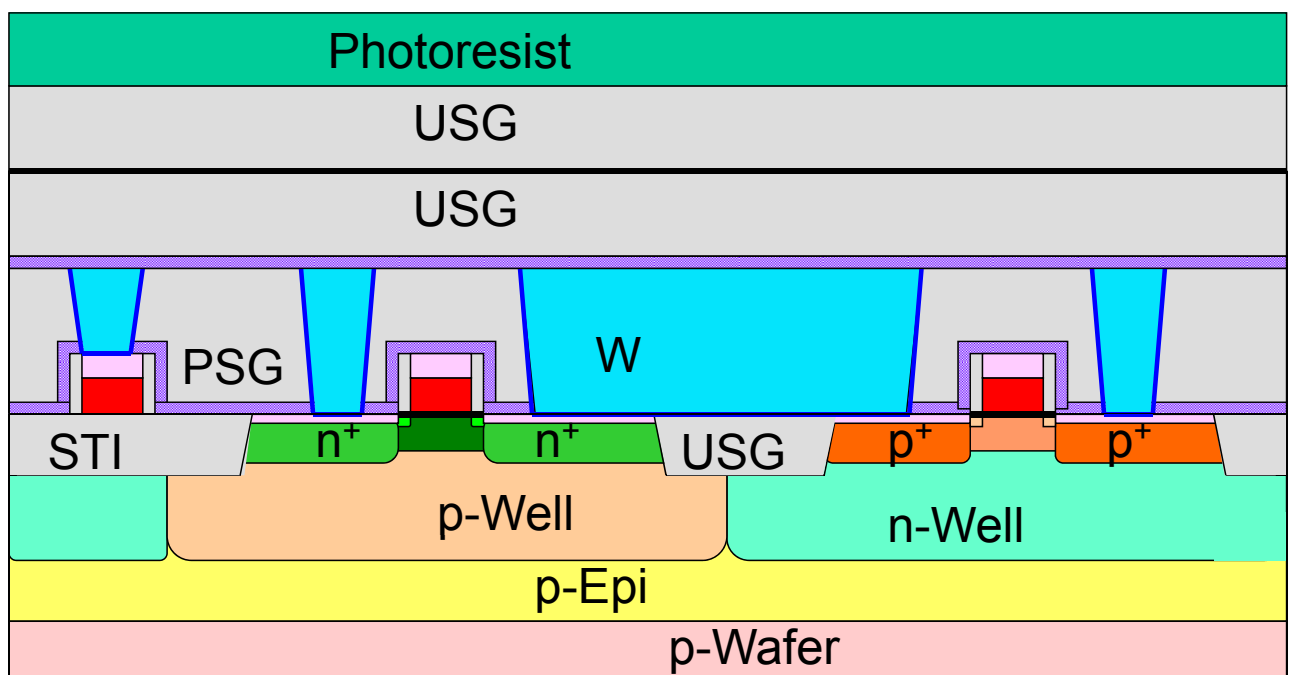 Photoresist
USG
USG
PSG
W
STI
n⁺
n⁺
USG
p⁺
p⁺
p-Well
n-Well
p-Epi
p-Wafer